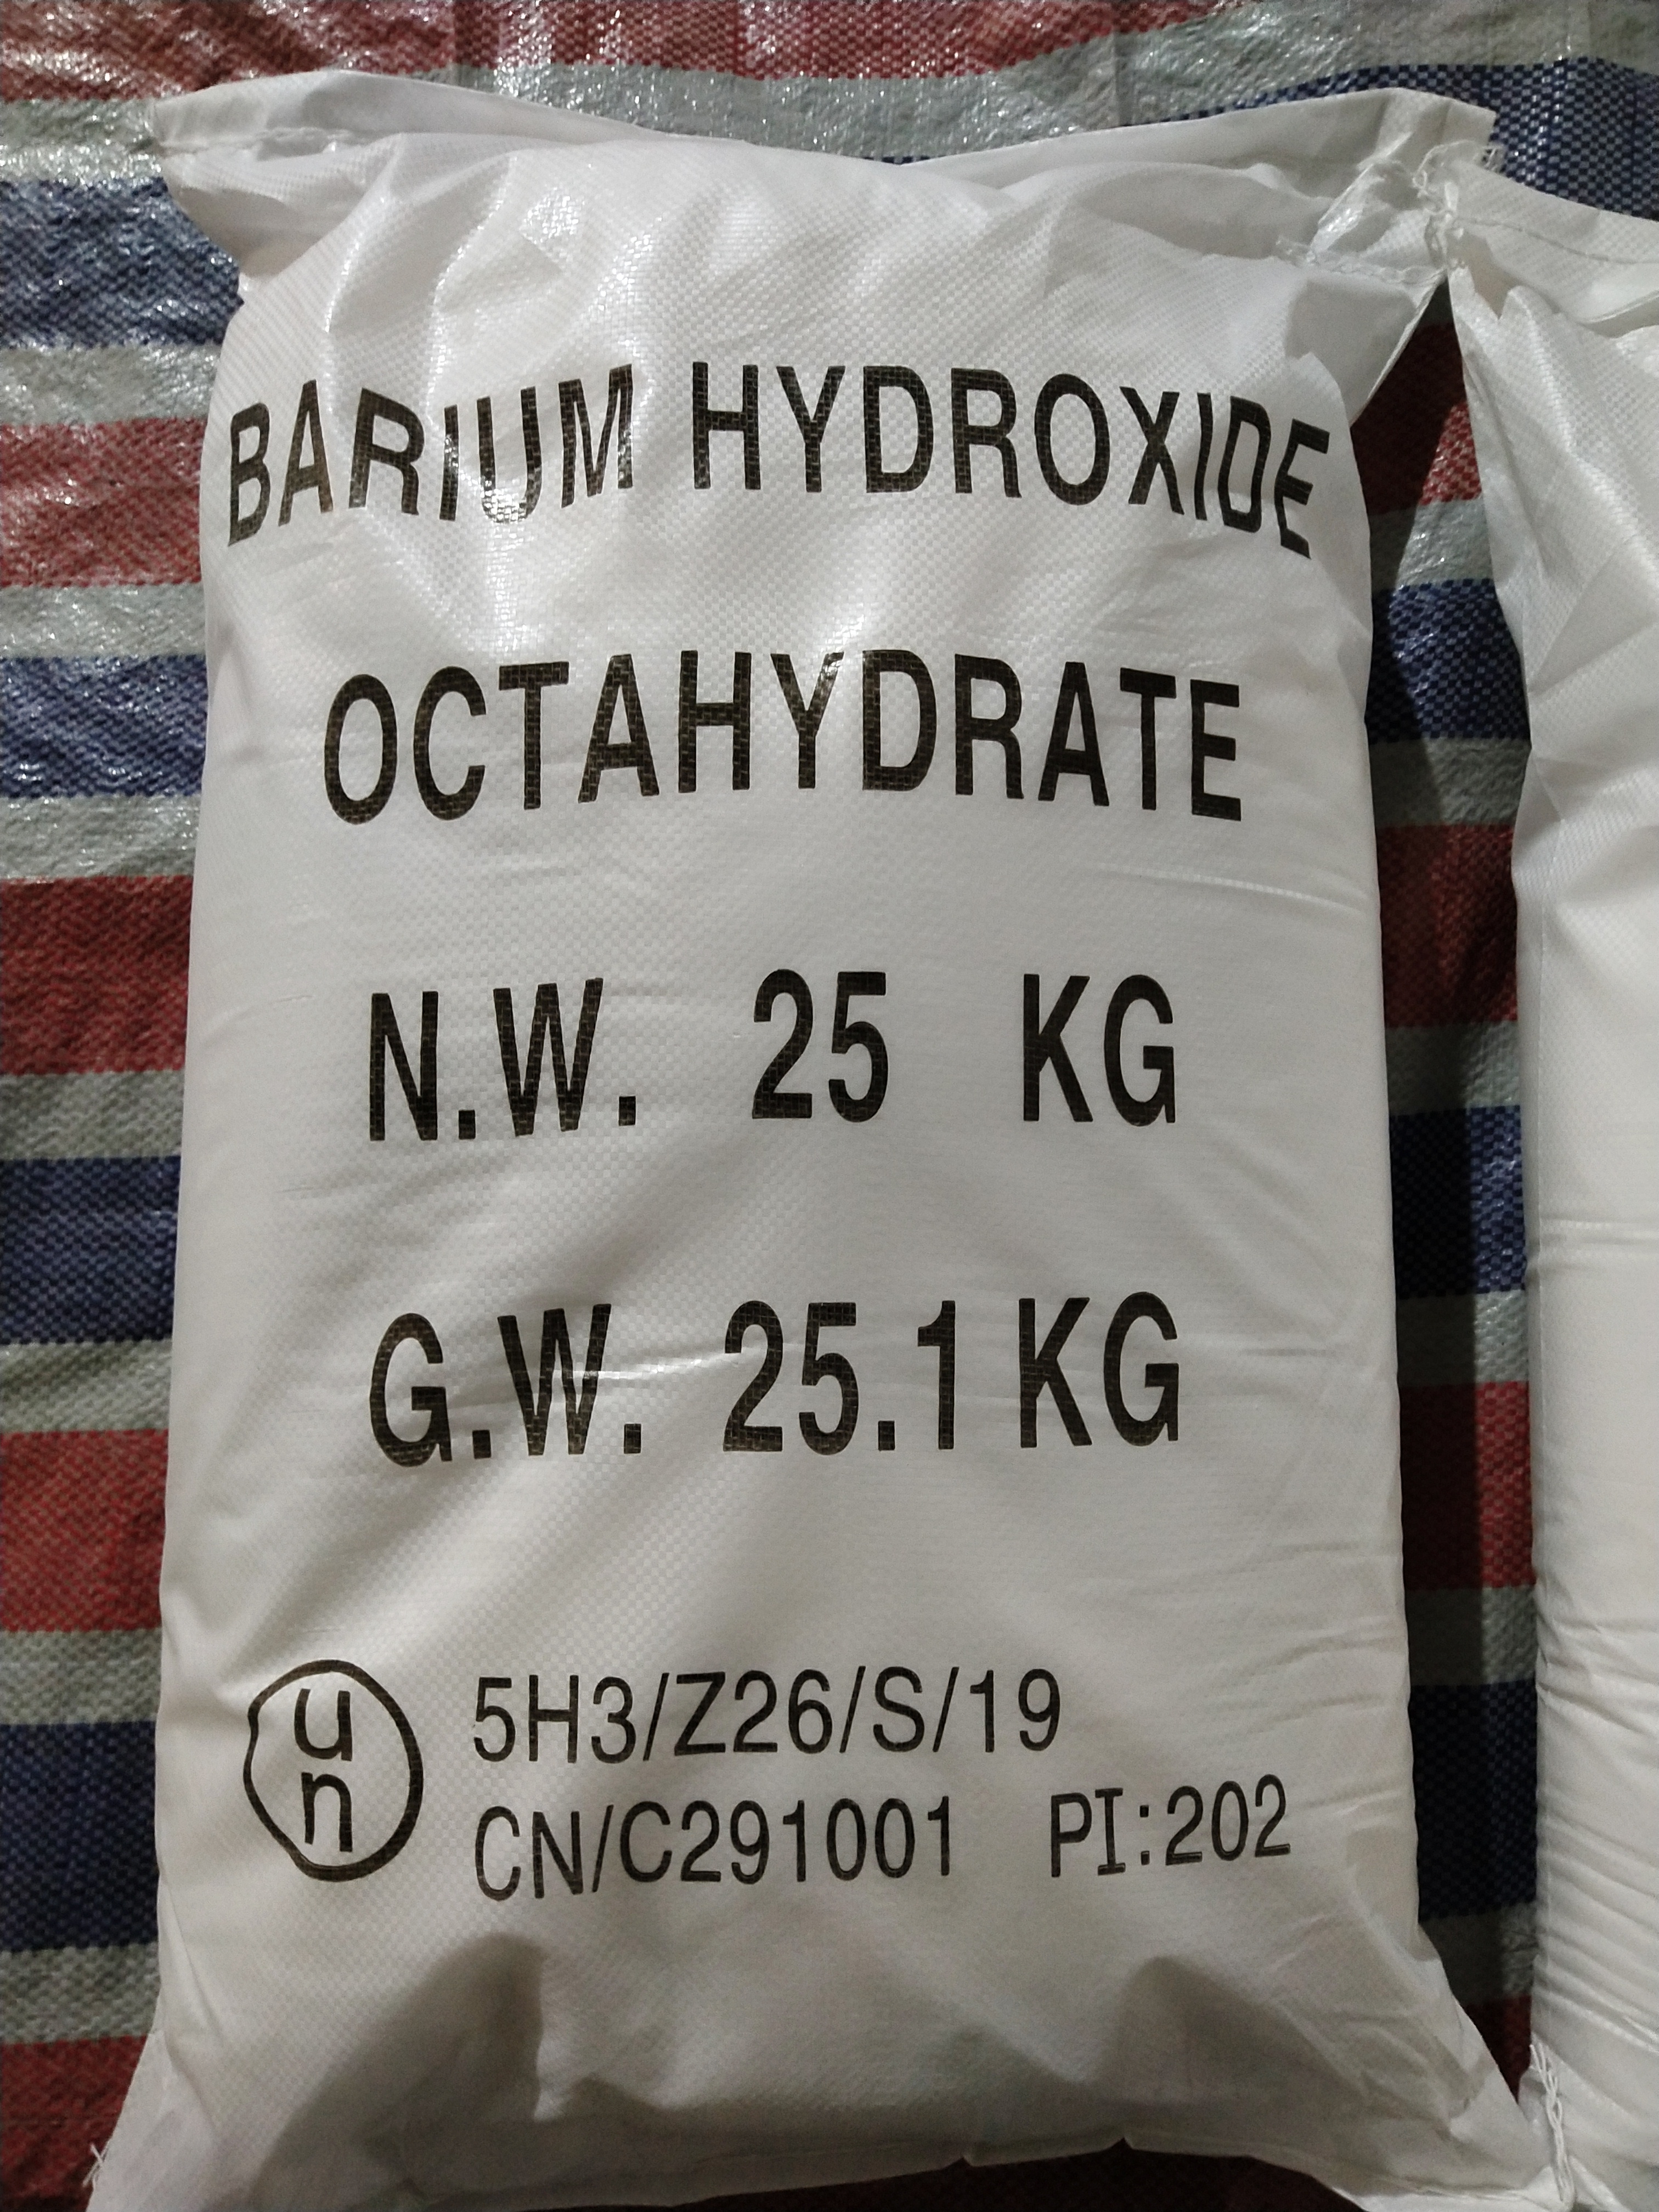 BARIUM HYDROXIDE
OCTAHYDRATE
N.W. 25 KG
G.W. 25.1 KG
un
5H3/Z26/S/19
CN/C291001 PI:202